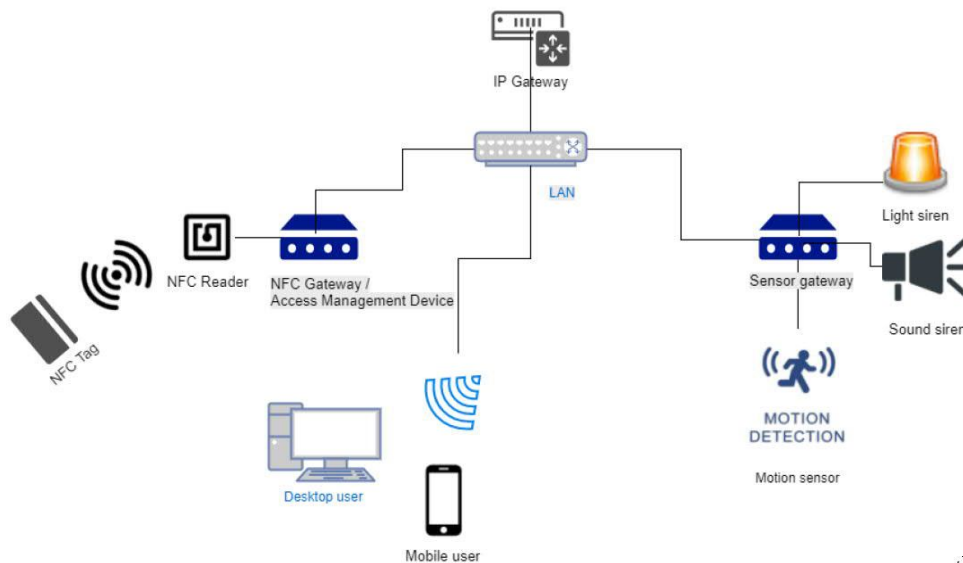 IP Gateway
LAN
Light siren
NFC Reader
NFC Gateway /
Access Management Device
Sensor gateway
Sound siren
NFC Tag
MOTION
DETECTION
Motion sensor
Desktop user
Mobile user